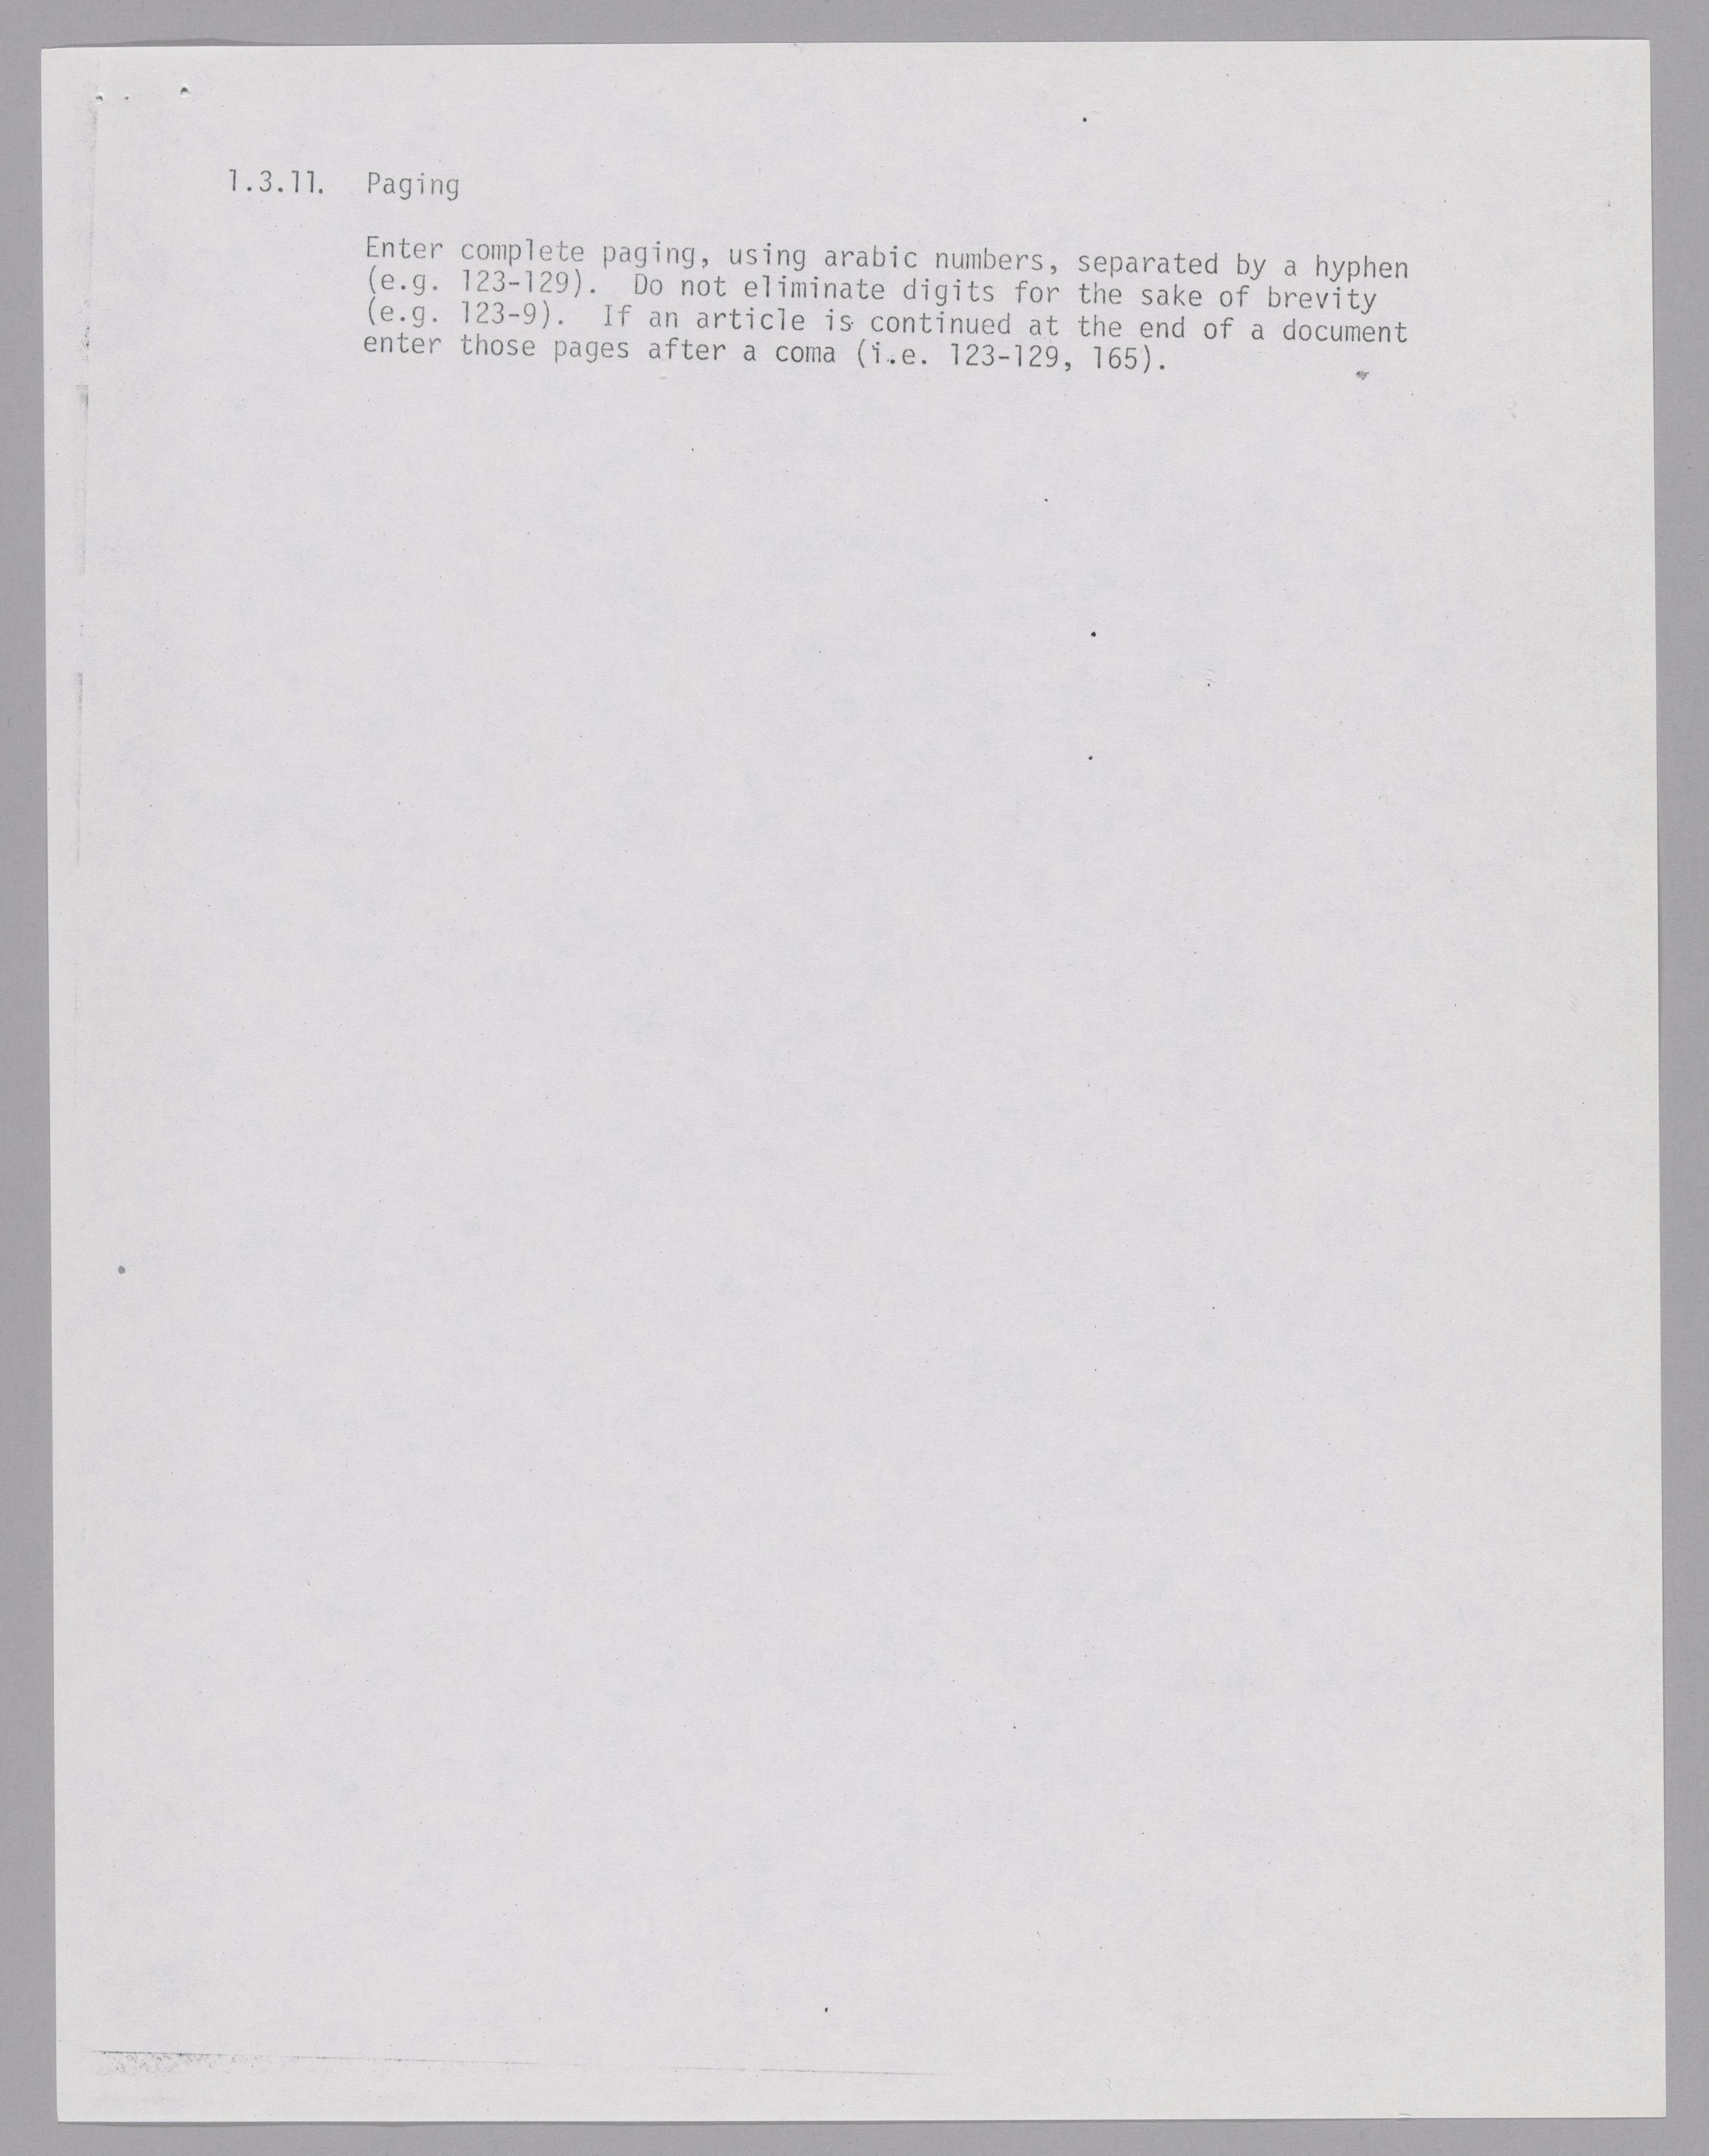 1.3.11. Paging
Enter complete paging, using arabic numbers, separated by a hyphen
(e.g. 123-129). Do not eliminate digits for the sake of brevity
(e.g. 123-9). If an article is continued at the end of a document
enter those pages after a coma (i.e. 123-129, 165).